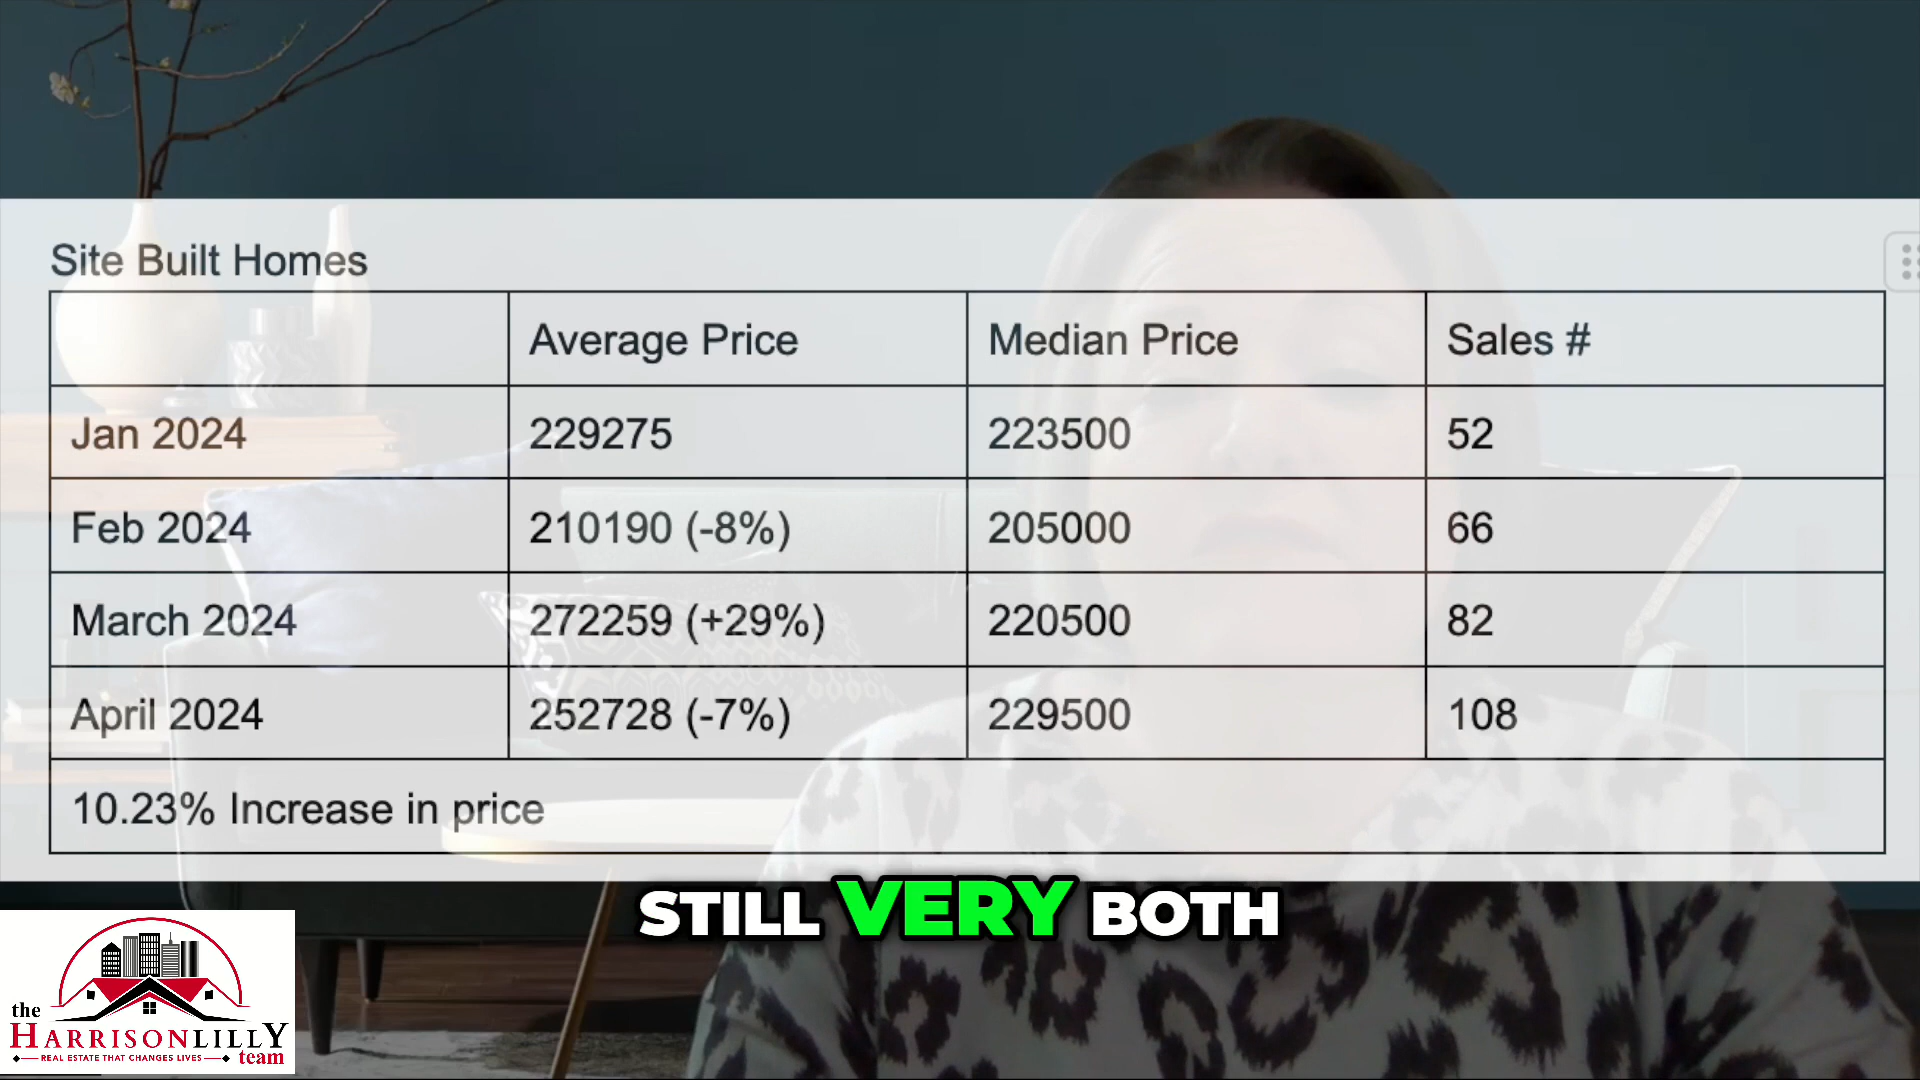 Site Built Homes
Average Price Median Price Sales #
Jan 2024 229275 223500 52
Feb 2024 210190 (-8%) 205000 66
March 2024 272259 (+29%) 220500 82
April 2024 252728 (-7%) 229500 108
10.23% Increase in price
STILL VERY BOTH
the
HARRISONLILLY
REAL ESTATE THAT CHANGES LIVES
team